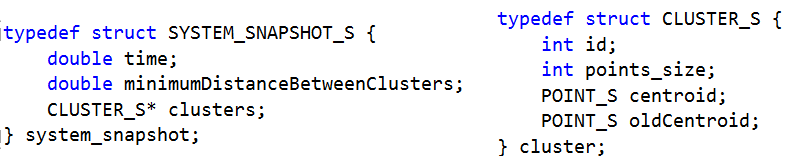 typedef struct SYSTEM_SNAPSHOT_S {
double time;
double minimumDistanceBetweenClusters;
CLUSTER_S* clusters;
} system_snapshot;
typedef struct CLUSTER_S {
int id;
int points_size;
POINT_S centroid;
POINT_S oldCentroid;
} cluster;